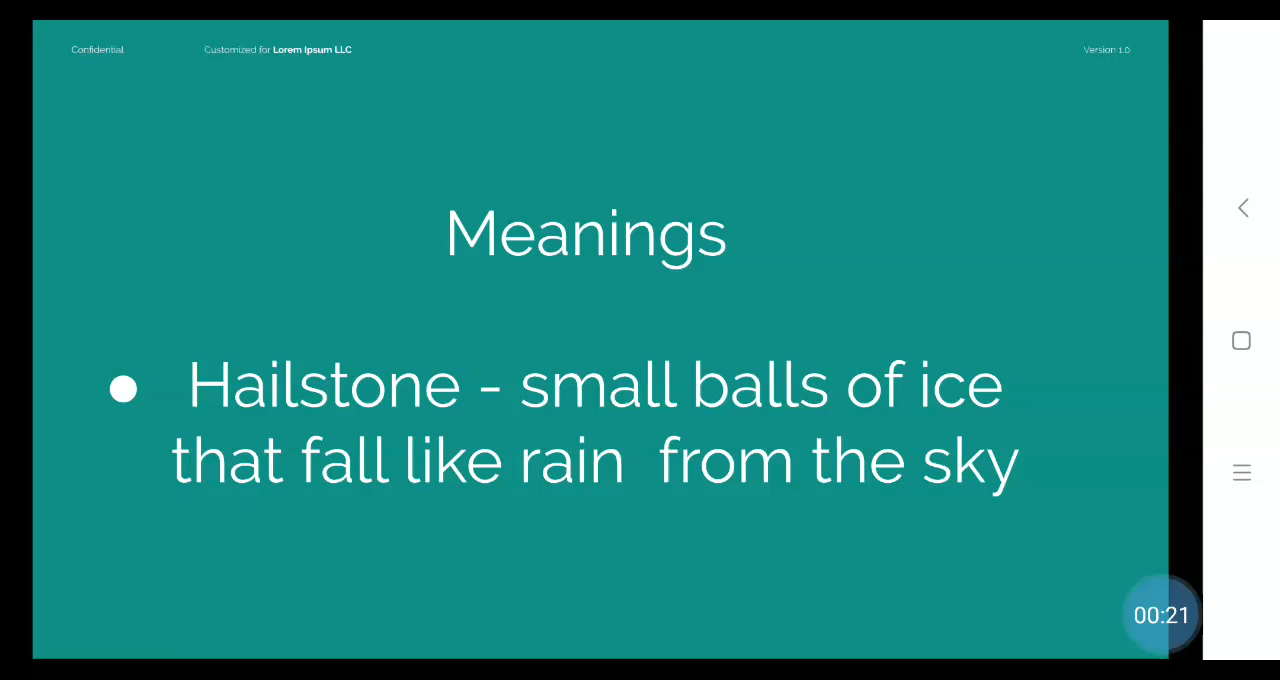 Confidential Customized for Lorem Ipsum LLC Version 1.0
Meanings
● Hailstone - small balls of ice
that fall like rain from the sky
00:21